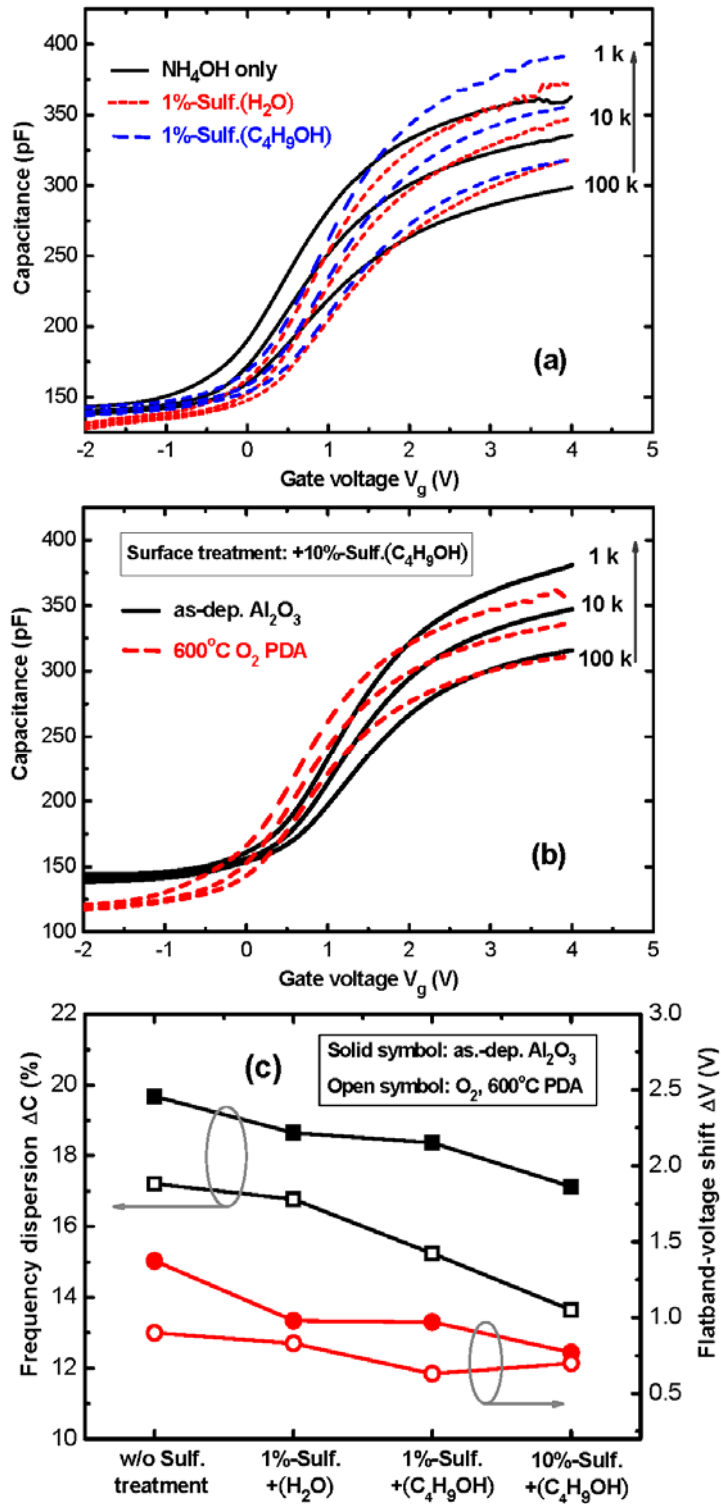 (a)
400
350
300
250
200
150
Capacitance (pF)
NH₄OH only
1%-Sulf.(H₂O)
1%-Sulf.(C₄H₉OH)
1 k
10 k
100 k
-2 -1 0 1 2 3 4 5
Gate voltage V_g (V)
400
350
300
250
200
150
100
Capacitance (pF)
Surface treatment: +10%-Sulf.(C₄H₉OH)
as-dep. Al₂O₃
600°C O₂ PDA
1 k
10 k
100 k
(b)
-2 -1 0 1 2 3 4 5
Gate voltage V_g (V)
22
20
18
16
14
12
10
Frequency dispersion ΔC (%)
(c)
Solid symbol: as.-dep. Al₂O₃
Open symbol: O₂, 600°C PDA
3.0
2.5
2.0
1.5
1.0
0.5
Flatband-voltage shift ΔV (V)
w/o Sulf. treatment
1%-Sulf. +(H₂O)
1%-Sulf. +(C₄H₉OH)
10%-Sulf. +(C₄H₉OH)